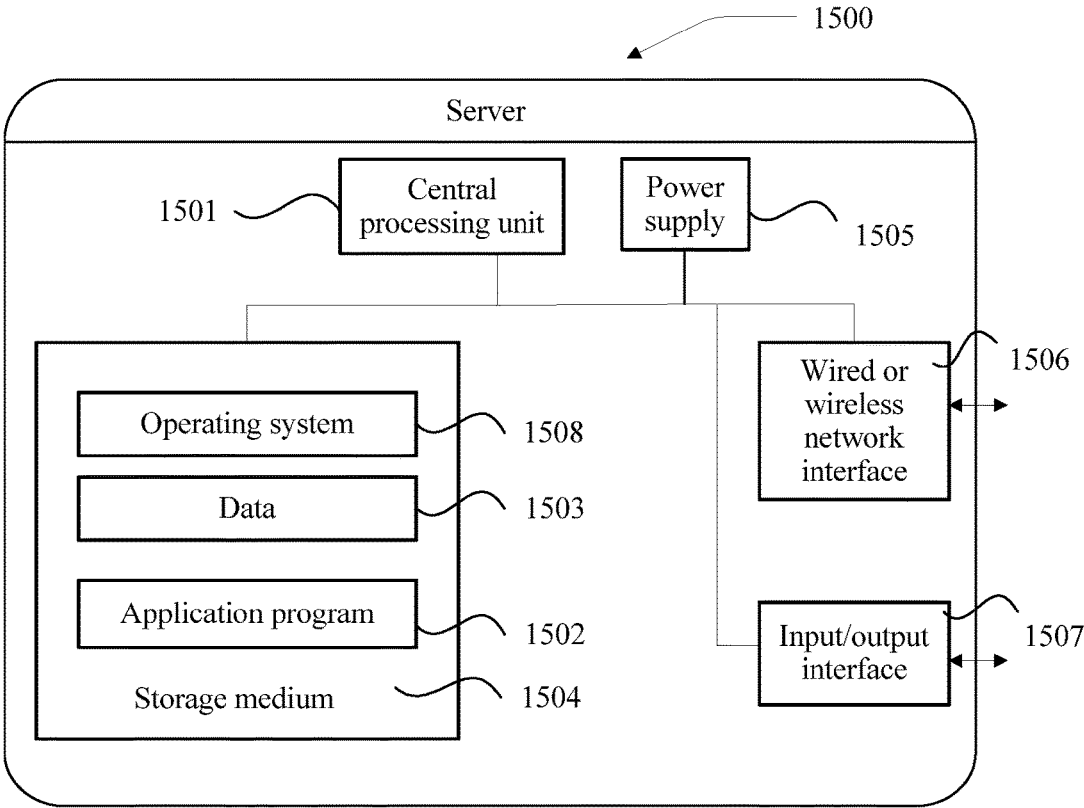 1500
Server
Central
processing unit
1501
Power
supply
1505
Operating system
1508
Data
1503
Application program
1502
Storage medium
1504
Wired or
wireless
network
interface
1506
Input/output
interface
1507